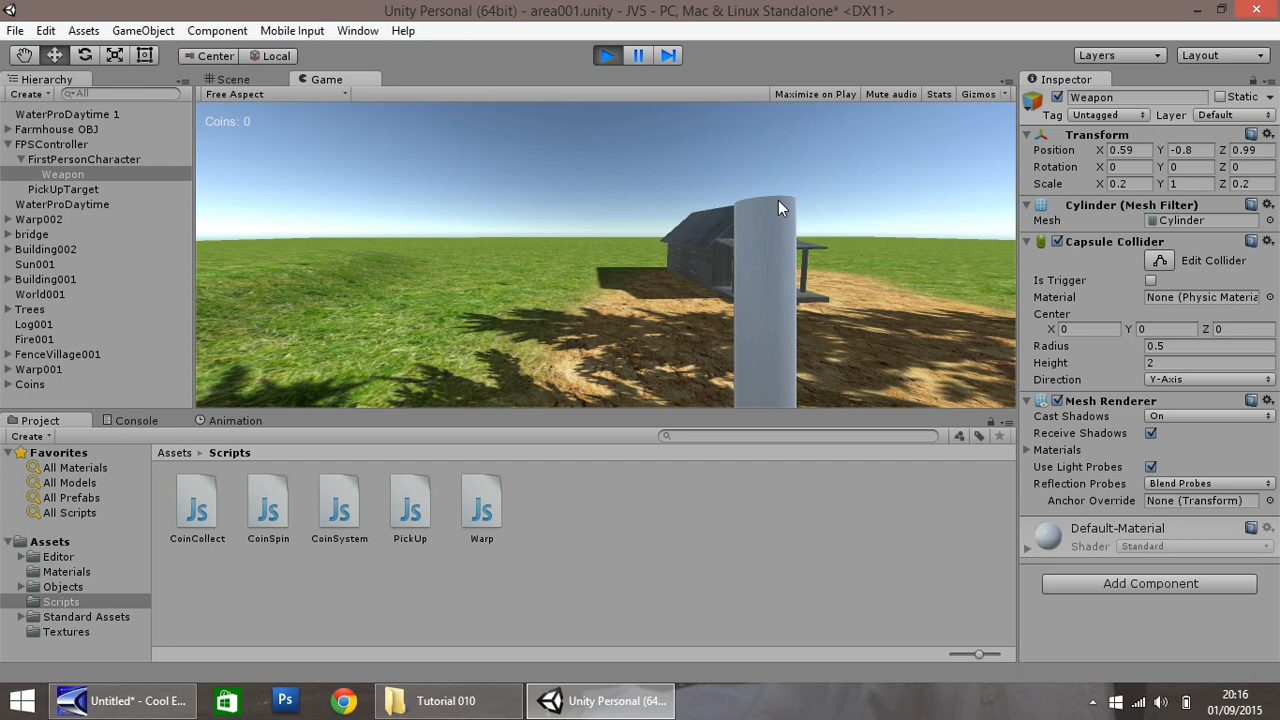 Unity Personal (64bit) - area001.unity - JV5 - PC, Mac & Linux Standalone* <DX11>
File Edit Assets GameObject Component Mobile Input Window Help
Center Local Layers Layout
Hierarchy
Create All
WaterProDaytime 1
Farmhouse OBJ
FPSController
FirstPersonCharacter
Weapon
PickUpTarget
WaterProDaytime
Warp002
bridge
Building002
Sun001
Building001
World001
Trees
Log001
Fire001
FenceVillage001
Warp001
Coins
Scene Game
Free Aspect Maximize on Play Mute audio Stats Gizmos
Coins: 0
Inspector
Weapon Static
Tag Untagged Layer Default
Transform
Position X 0.59 Y -0.8 Z 0.99
Rotation X 0 Y 0 Z 0
Scale X 0.2 Y 1 Z 0.2
Cylinder (Mesh Filter)
Mesh Cylinder
Capsule Collider
Edit Collider
Is Trigger
Material None (Physic Materia
Center
X 0 Y 0 Z 0
Radius 0.5
Height 2
Direction Y-Axis
Mesh Renderer
Cast Shadows On
Receive Shadows
Materials
Use Light Probes
Reflection Probes Blend Probes
Anchor Override None (Transform)
Default-Material
Shader Standard
Add Component
Project Console Animation
Create
Favorites
All Materials
All Models
All Prefabs
All Scripts
Assets
Editor
Materials
Objects
Scripts
Standard Assets
Textures
Assets Scripts
Js Js Js Js Js
CoinCollect CoinSpin CoinSystem PickUp Warp
Untitled* - Cool E... Ps Tutorial 010 Unity Personal (64...
20:16
01/09/2015